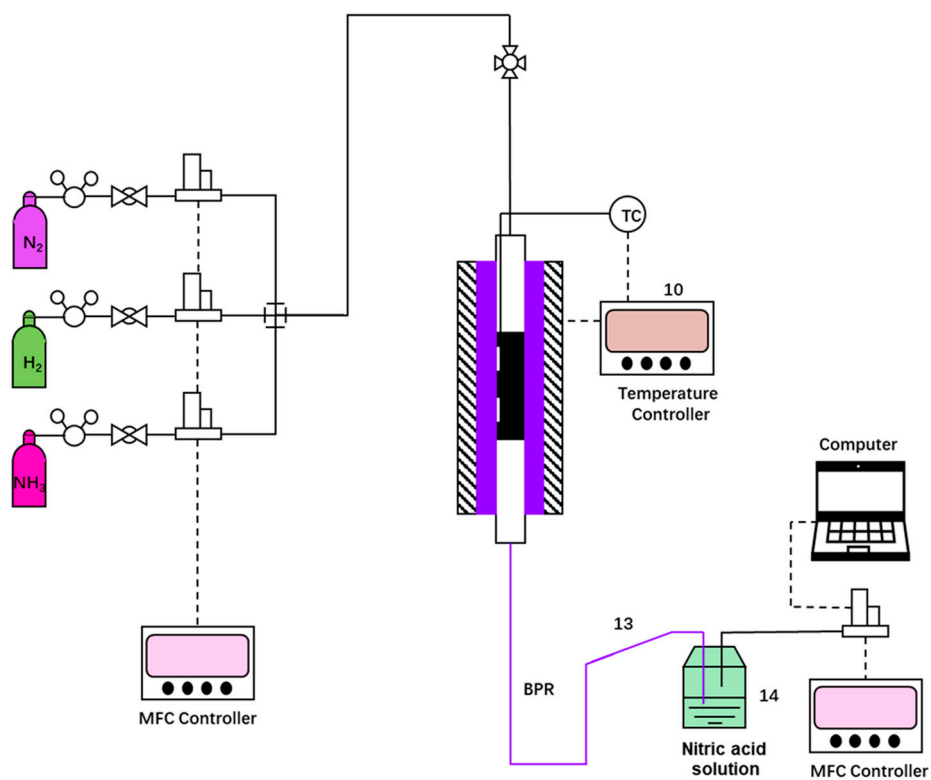 N₂
H₂
NH₃
MFC Controller
TC
10
Temperature
Controller
Computer
13
BPR
14
Nitric acid
solution
MFC Controller